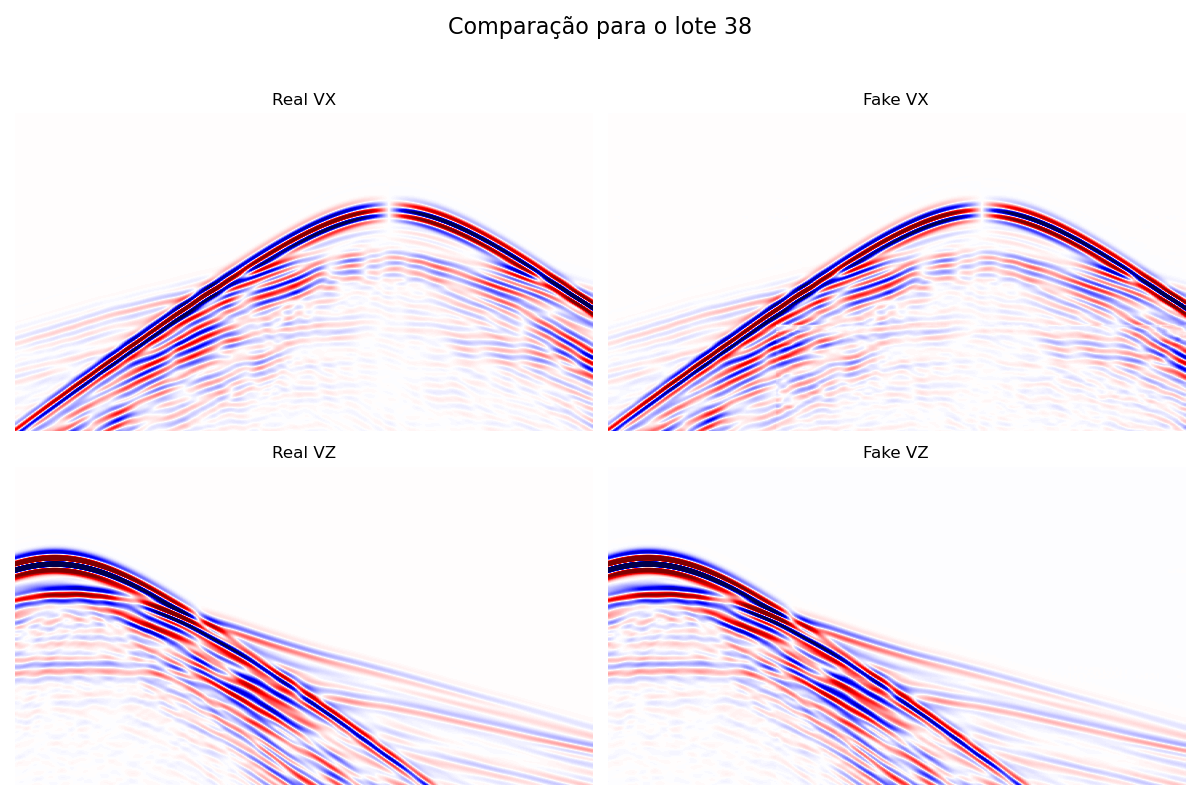 Comparação para o lote 38
Real VX
Fake VX
Real VZ
Fake VZ